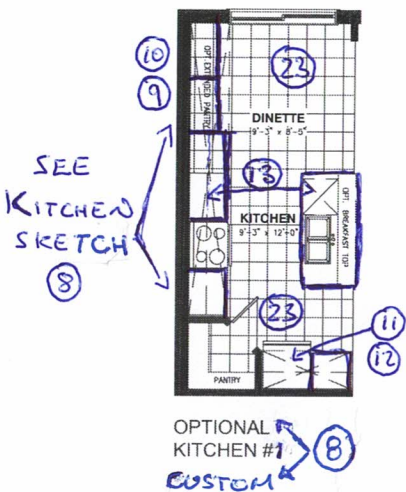 10
9
OPT. EXTENDED PANTRY
23
DINETTE
9'-3" x 8'-5"
SEE
KITCHEN
SKETCH
8
13
KITCHEN
9'-3" x 12'-0"
OPT. BREAKFAST TOP
23
11
12
PANTRY
OPTIONAL
KITCHEN #1
8
CUSTOM